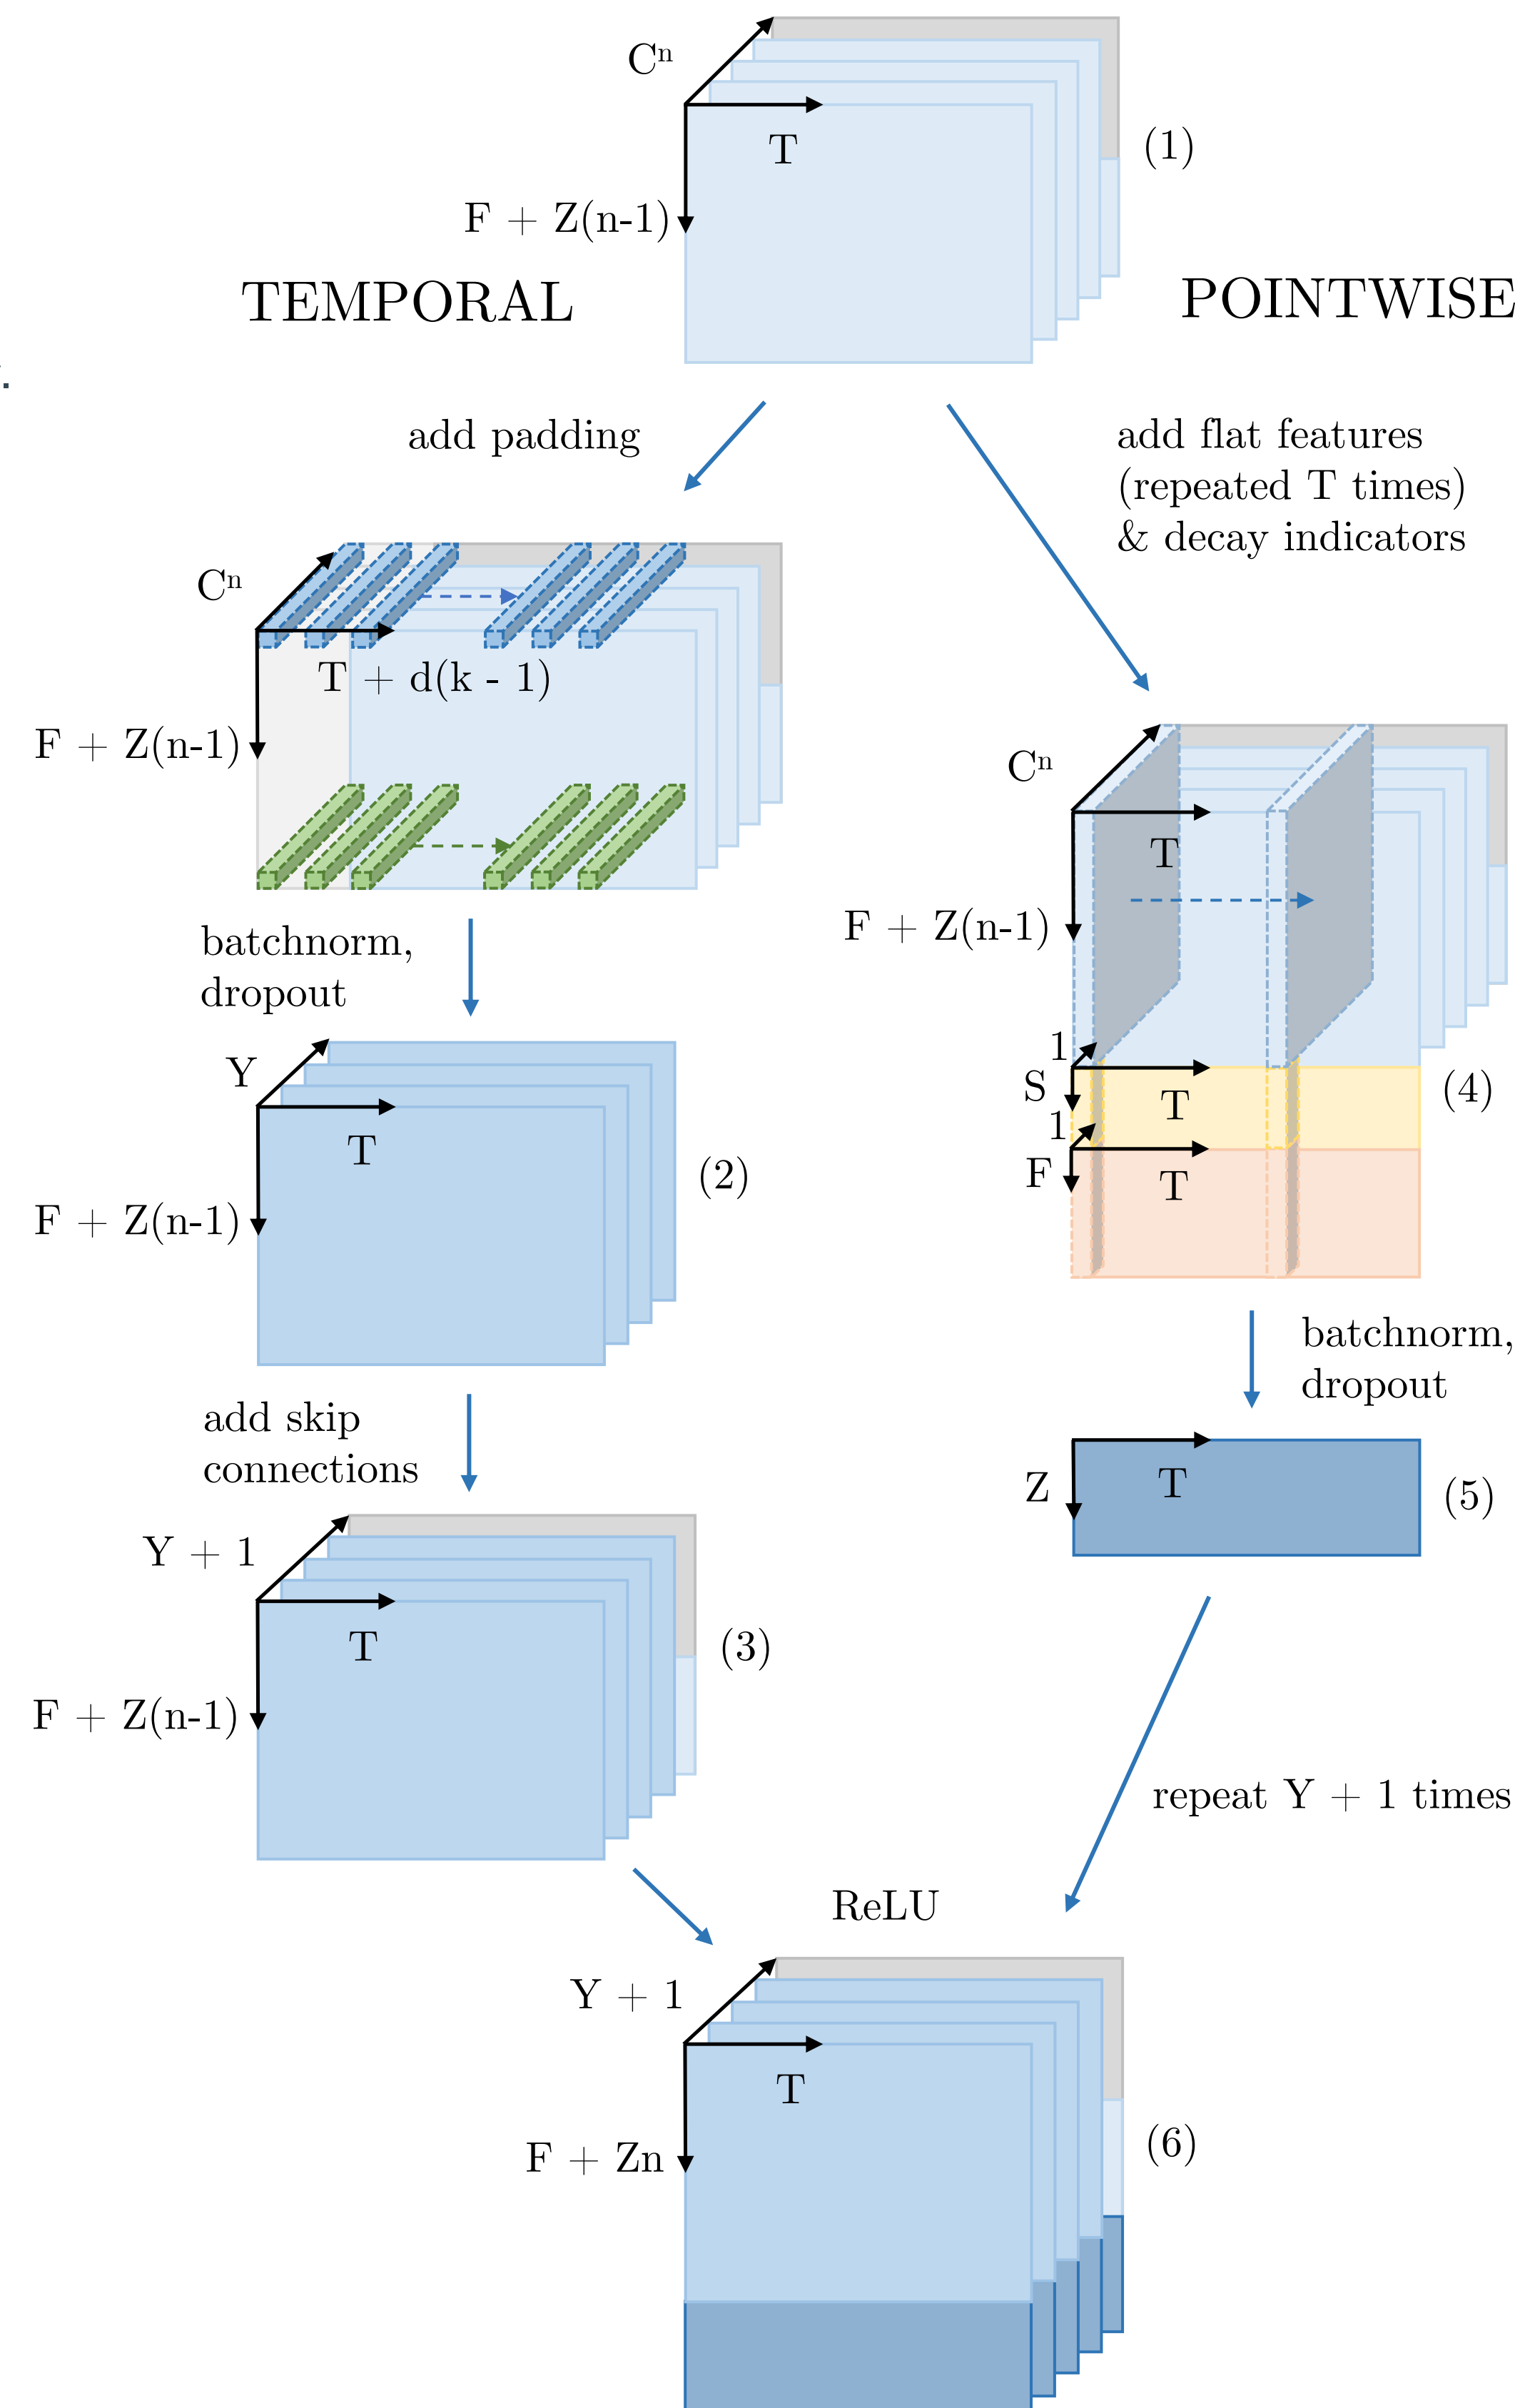 Cⁿ
T
(1)
F + Z(n-1)
TEMPORAL
POINTWISE
.
add padding
add flat features
(repeated T times)
& decay indicators
Cⁿ
T + d(k - 1)
F + Z(n-1)
Cⁿ
T
F + Z(n-1)
batchnorm,
dropout
1
S
T
(4)
1
F
T
Y
T
(2)
F + Z(n-1)
batchnorm,
dropout
add skip
connections
Z
T
(5)
Y + 1
T
(3)
F + Z(n-1)
repeat Y + 1 times
ReLU
Y + 1
T
(6)
F + Zn